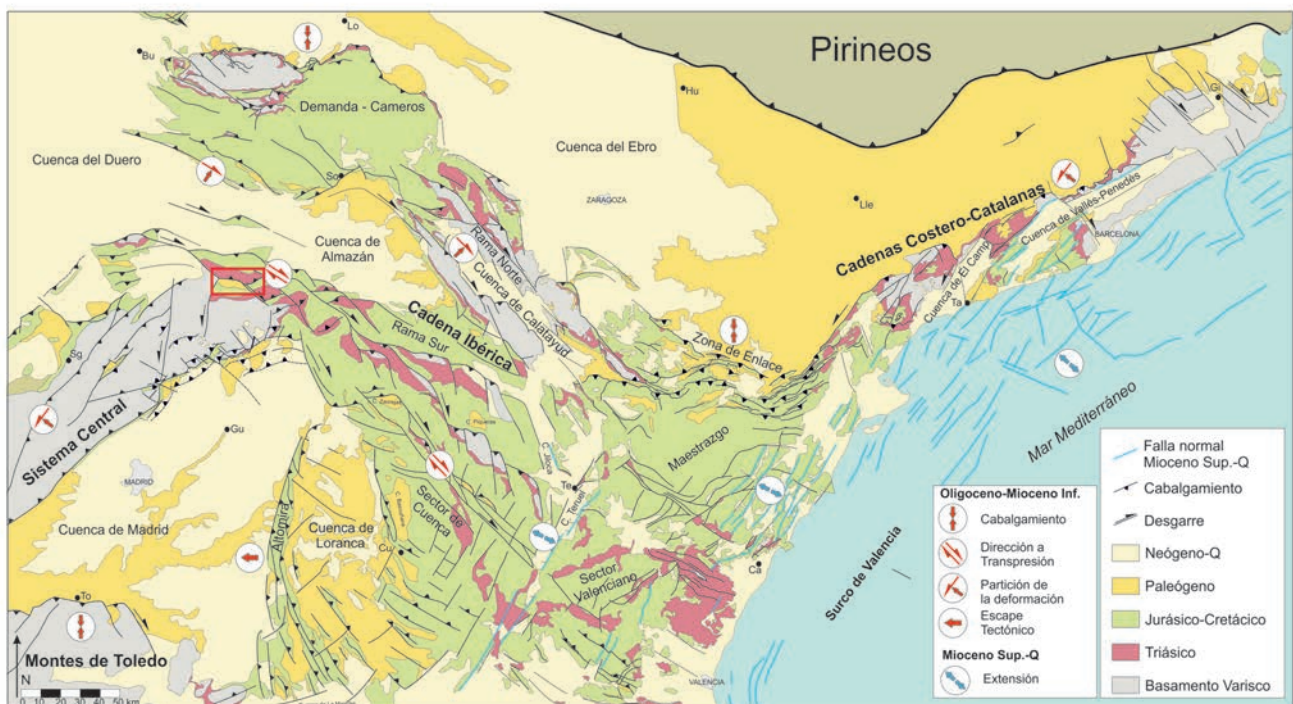 Pirineos
Lo
Bu
Demanda - Cameros
Hu
Gi
Cuenca del Duero
Cuenca del Ebro
So
ZARAGOZA
Lle
Cadenas Costero-Catalanas
Cuenca de Vallès-Penedès
BARCELONA
Cuenca de
Almazán
Rama Norte
Cuenca de Calatayud
Cuenca de El Camp
Ta
Cadena Ibérica
Rama Sur
Zona de Enlace
Sg
Sistema Central
Gu
MADRID
Cuenca de Madrid
Altomira
Cuenca de
Loranca
Cu
Sector de
Cuenca
C. Teruel
Te
Maestrazgo
Sector
Valenciano
Ca
VALENCIA
Surco de Valencia
Mar Mediterráneo
To
Montes de Toledo
N
0 10 20 30 40 50 km
Oligoceno-Mioceno Inf.
Cabalgamiento
Dirección a
Transpresión
Partición de
la deformación
Escape
Tectónico
Mioceno Sup.-Q
Extensión
Falla normal
Mioceno Sup.-Q
Cabalgamiento
Desgarre
Neógeno-Q
Paleógeno
Jurásico-Cretácico
Triásico
Basamento Varisco